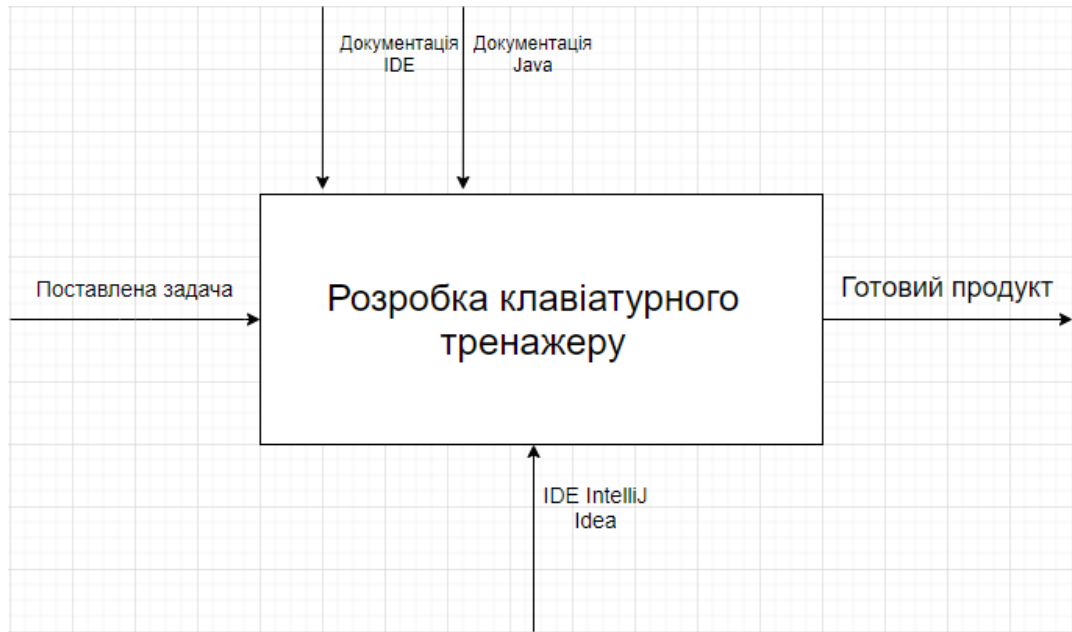 Документація
IDE
Документація
Java
Поставлена задача
Розробка клавіатурного
тренажеру
Готовий продукт
IDE IntelliJ
Idea